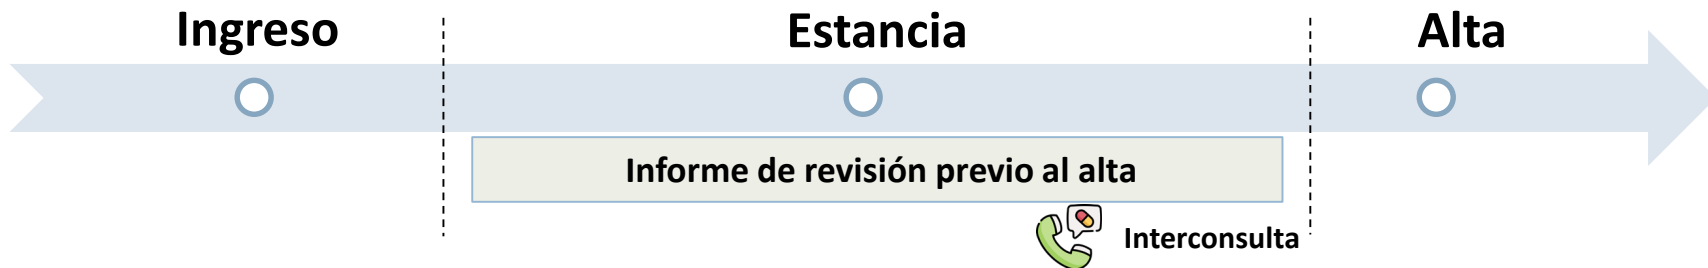 Ingreso
Estancia
Alta
Informe de revisión previo al alta
Interconsulta